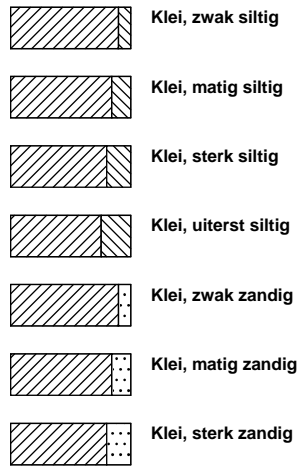 Klei, zwak siltig
Klei, matig siltig
Klei, sterk siltig
Klei, uiterst siltig
Klei, zwak zandig
Klei, matig zandig
Klei, sterk zandig